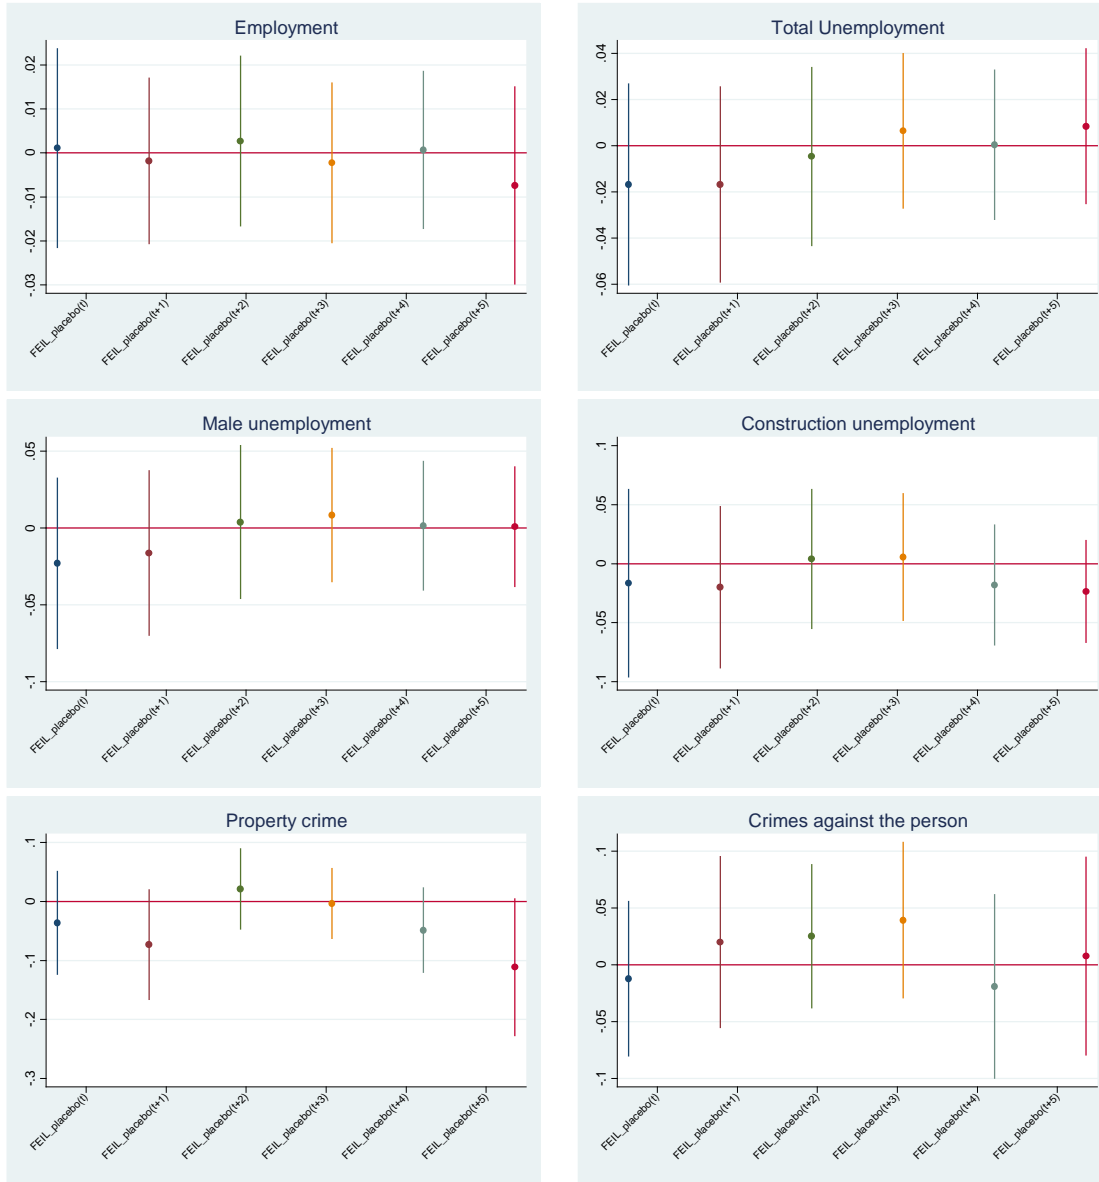 Employment
.02
.01
0
-.01
-.02
-.03
FEIL_placebo(t)
FEIL_placebo(t+1)
FEIL_placebo(t+2)
FEIL_placebo(t+3)
FEIL_placebo(t+4)
FEIL_placebo(t+5)
Total Unemployment
.04
.02
0
-.02
-.04
-.06
FEIL_placebo(t)
FEIL_placebo(t+1)
FEIL_placebo(t+2)
FEIL_placebo(t+3)
FEIL_placebo(t+4)
FEIL_placebo(t+5)
Male unemployment
.05
0
-.05
-.1
FEIL_placebo(t)
FEIL_placebo(t+1)
FEIL_placebo(t+2)
FEIL_placebo(t+3)
FEIL_placebo(t+4)
FEIL_placebo(t+5)
Construction unemployment
.1
.05
0
-.05
-.1
FEIL_placebo(t)
FEIL_placebo(t+1)
FEIL_placebo(t+2)
FEIL_placebo(t+3)
FEIL_placebo(t+4)
FEIL_placebo(t+5)
Property crime
.1
0
-.1
-.2
-.3
FEIL_placebo(t)
FEIL_placebo(t+1)
FEIL_placebo(t+2)
FEIL_placebo(t+3)
FEIL_placebo(t+4)
FEIL_placebo(t+5)
Crimes against the person
.1
.05
0
-.05
-.1
FEIL_placebo(t)
FEIL_placebo(t+1)
FEIL_placebo(t+2)
FEIL_placebo(t+3)
FEIL_placebo(t+4)
FEIL_placebo(t+5)